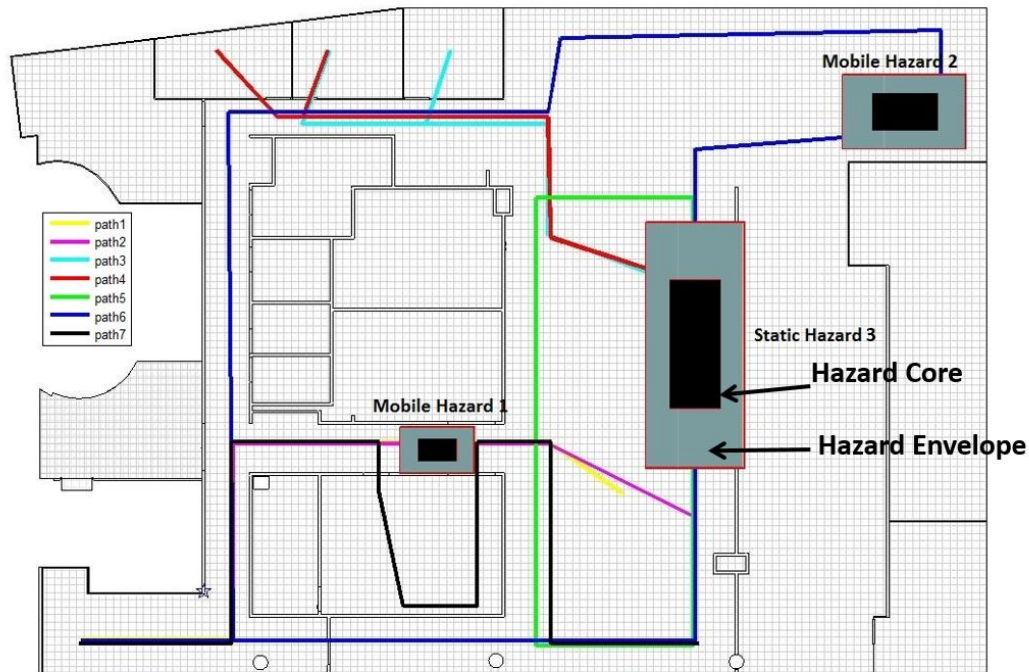 Mobile Hazard 2
path1
path2
path3
path4
path5
path6
path7
Static Hazard 3
Hazard Core
Mobile Hazard 1
Hazard Envelope